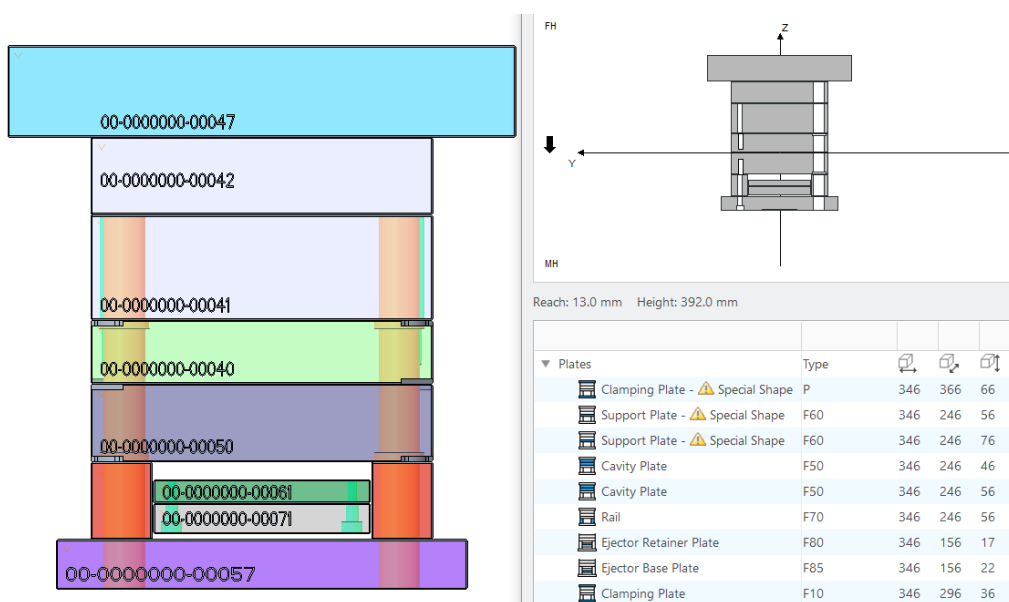 00-0000000-00047
00-0000000-00042
00-0000000-00041
00-0000000-00040
00-0000000-00050
00-0000000-00061
00-0000000-00071
00-0000000-00057
FH
Z
Y
MH
Reach: 13.0 mm Height: 392.0 mm
Plates Type
Clamping Plate - Special Shape P 346 366 66
Support Plate - Special Shape F60 346 246 56
Support Plate - Special Shape F60 346 246 76
Cavity Plate F50 346 246 46
Cavity Plate F50 346 246 56
Rail F70 346 246 56
Ejector Retainer Plate F80 346 156 17
Ejector Base Plate F85 346 156 22
Clamping Plate F10 346 296 36